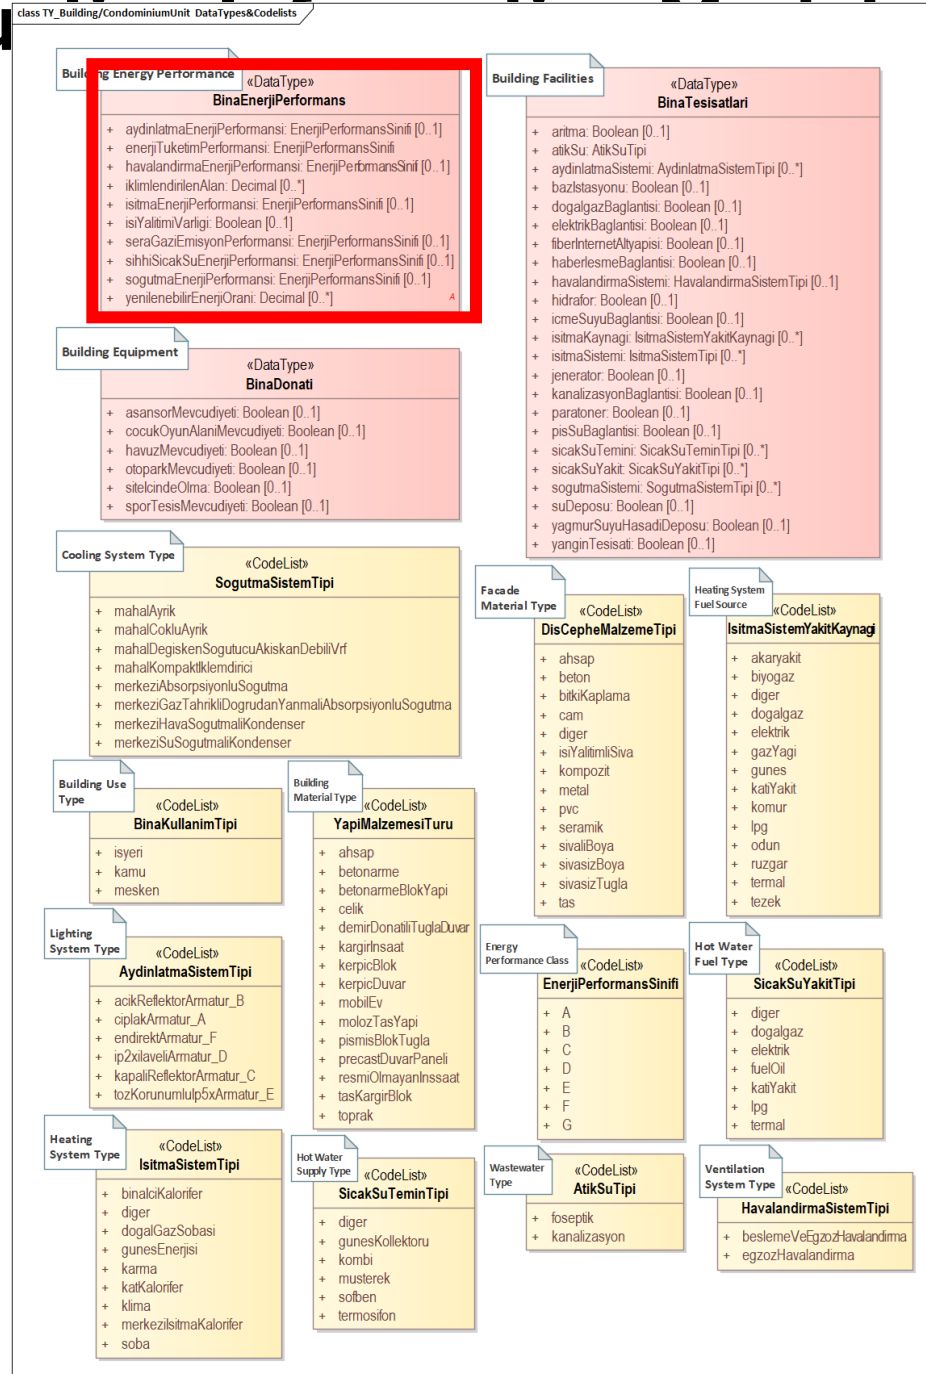 class TY_Building/CondominiumUnit DataTypes&Codelists
Building Energy Performance
«DataType»
BinaEnerjiPerformans
+ aydinlatmaEnerjiPerformansi: EnerjiPerformansSinifi [0..1]
+ enerjiTuketimPerformansi: EnerjiPerformansSinifi
+ havalandirmaEnerjiPerformansi: EnerjiPerformansSinifi [0..1]
+ iklimlendirilenAlan: Decimal [0..*]
+ isitmaEnerjiPerformansi: EnerjiPerformansSinifi [0..1]
+ isiYalitimiVarligi: Boolean [0..1]
+ seraGaziEmisyonPerformansi: EnerjiPerformansSinifi [0..1]
+ sihhiSicakSuEnerjiPerformansi: EnerjiPerformansSinifi [0..1]
+ sogutmaEnerjiPerformansi: EnerjiPerformansSinifi [0..1]
+ yenilenebilirEnerjiOrani: Decimal [0..*]
A
Building Facilities
«DataType»
BinaTesisatlari
+ aritma: Boolean [0..1]
+ atikSu: AtikSuTipi
+ aydinlatmaSistemi: AydinlatmaSistemTipi [0..*]
+ bazIstasyonu: Boolean [0..1]
+ dogalgazBaglantisi: Boolean [0..1]
+ elektrikBaglantisi: Boolean [0..1]
+ fiberInternetAltyapisi: Boolean [0..1]
+ haberlesmeBaglantisi: Boolean [0..1]
+ havalandirmaSistemi: HavalandirmaSistemTipi [0..1]
+ hidrafor: Boolean [0..1]
+ icmeSuyuBaglantisi: Boolean [0..1]
+ isitmaKaynagi: IsitmaSistemYakitKaynagi [0..*]
+ isitmaSistemi: IsitmaSistemTipi [0..*]
+ jenerator: Boolean [0..1]
+ kanalizasyonBaglantisi: Boolean [0..1]
+ paratoner: Boolean [0..1]
+ pisSuBaglantisi: Boolean [0..1]
+ sicakSuTemini: SicakSuTeminTipi [0..*]
+ sicakSuYakit: SicakSuYakitTipi [0..*]
+ sogutmaSistemi: SogutmaSistemTipi [0..*]
+ suDeposu: Boolean [0..1]
+ yagmurSuyuHasadiDeposu: Boolean [0..1]
+ yanginTesisati: Boolean [0..1]
Building Equipment
«DataType»
BinaDonati
+ asansorMevcudiyeti: Boolean [0..1]
+ cocukOyunAlaniMevcudiyeti: Boolean [0..1]
+ havuzMevcudiyeti: Boolean [0..1]
+ otoparkMevcudiyeti: Boolean [0..1]
+ siteIcindeOlma: Boolean [0..1]
+ sporTesisMevcudiyeti: Boolean [0..1]
Cooling System Type
«CodeList»
SogutmaSistemTipi
+ mahalAyrik
+ mahalCokluAyrik
+ mahalDegiskenSogutucuAkiskanDebiliVrf
+ mahalKompaktIklemdirici
+ merkeziAbsorpsiyonluSogutma
+ merkeziGazTahrikliDogrudanYanmaliAbsorpsiyonluSogutma
+ merkeziHavaSogutmaliKondenser
+ merkeziSuSogutmaliKondenser
Facade
Material Type
«CodeList»
DisCepheMalzemeTipi
+ ahsap
+ beton
+ bitkiKaplama
+ cam
+ diger
+ isiYalitimliSiva
+ kompozit
+ metal
+ pvc
+ seramik
+ sivaliBoya
+ sivasizBoya
+ sivasizTugla
+ tas
Heating System
Fuel Source
«CodeList»
IsitmaSistemYakitKaynagi
+ akaryakit
+ biyogaz
+ diger
+ dogalgaz
+ elektrik
+ gazYagi
+ gunes
+ katiYakit
+ komur
+ lpg
+ odun
+ ruzgar
+ termal
+ tezek
Building Use
Type
«CodeList»
BinaKullanimTipi
+ isyeri
+ kamu
+ mesken
Building
Material Type
«CodeList»
YapiMalzemesiTuru
+ ahsap
+ betonarme
+ betonarmeBlokYapi
+ celik
+ demirDonatiliTuglaDuvar
+ kargirInsaat
+ kerpicBlok
+ kerpicDuvar
+ mobilEv
+ molozTasYapi
+ pismisBlokTugla
+ precastDuvarPaneli
+ resmiOlmayanInssaat
+ tasKargirBlok
+ toprak
Lighting
System Type
«CodeList»
AydinlatmaSistemTipi
+ acikReflektorArmatur_B
+ ciplakArmatur_A
+ endirektArmatur_F
+ ip2xilaveliArmatur_D
+ kapaliReflektorArmatur_C
+ tozKorunumluIp5xArmatur_E
Energy
Performance Class
«CodeList»
EnerjiPerformansSinifi
+ A
+ B
+ C
+ D
+ E
+ F
+ G
Hot Water
Fuel Type
«CodeList»
SicakSuYakitTipi
+ diger
+ dogalgaz
+ elektrik
+ fuelOil
+ katiYakit
+ lpg
+ termal
Heating
System Type
«CodeList»
IsitmaSistemTipi
+ binaIciKalorifer
+ diger
+ dogalGazSobasi
+ gunesEnerjisi
+ karma
+ katKalorifer
+ klima
+ merkeziIsitmaKalorifer
+ soba
Hot Water
Supply Type
«CodeList»
SicakSuTeminTipi
+ diger
+ gunesKollektoru
+ kombi
+ musterek
+ sofben
+ termosifon
Wastewater
Type
«CodeList»
AtikSuTipi
+ foseptik
+ kanalizasyon
Ventilation
System Type
«CodeList»
HavalandirmaSistemTipi
+ beslemeVeEgzozHavalandirma
+ egzozHavalandirma